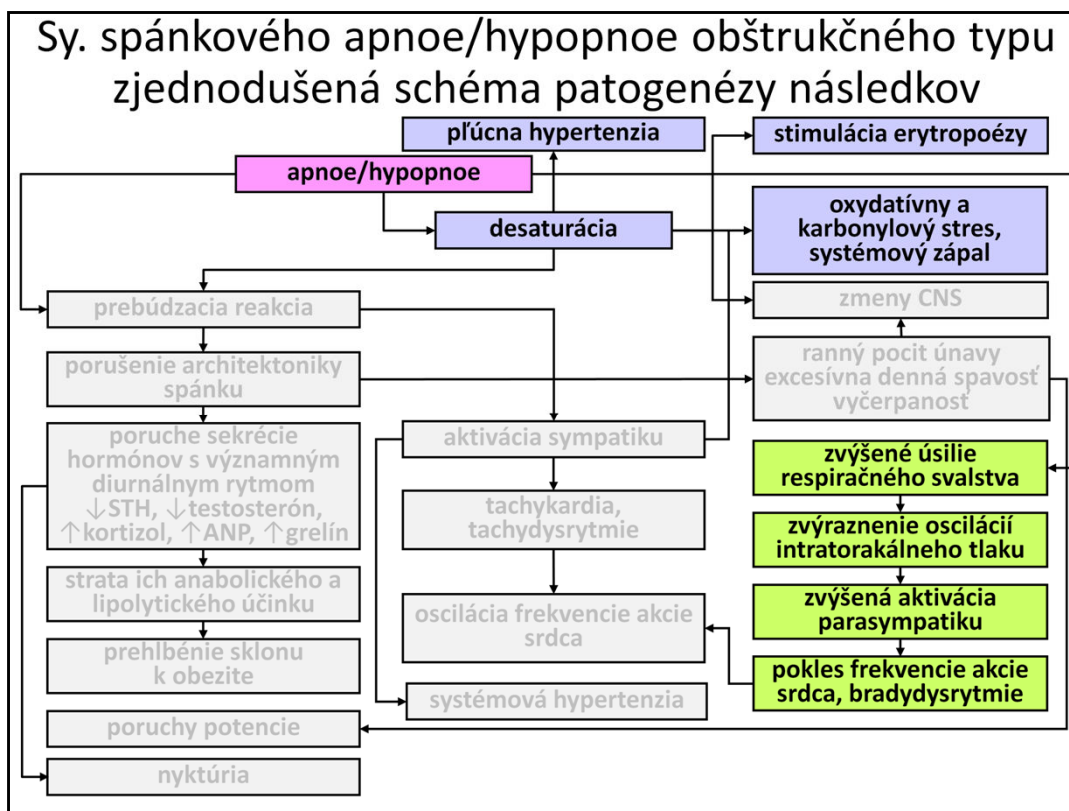 Sy. spánkového apnoe/hypopnoe obštrukčného typu
zjednodušená schéma patogenézy následkov
pľúcna hypertenzia
stimulácia erytropoézy
apnoe/hypopnoe
desaturácia
oxydatívny a
karbonylový stres,
systémový zápal
prebúdzacia reakcia
zmeny CNS
porušenie architektoniky
spánku
ranný pocit únavy
excesívna denná spavosť
vyčerpanosť
poruche sekrécie
hormónov s významným
diurnálnym rytmom
↓STH, ↓testosterón,
↑kortizol, ↑ANP, ↑grelín
aktivácia sympatiku
zvýšené úsilie
respiračného svalstva
tachykardia,
tachydysrytmie
zvýraznenie oscilácií
intratorakálneho tlaku
strata ich anabolického a
lipolytického účinku
oscilácia frekvencie akcie
srdca
zvýšená aktivácia
parasympatiku
prehlbénie sklonu
k obezite
pokles frekvencie akcie
srdca, bradydysrytmie
systémová hypertenzia
poruchy potencie
nyktúria